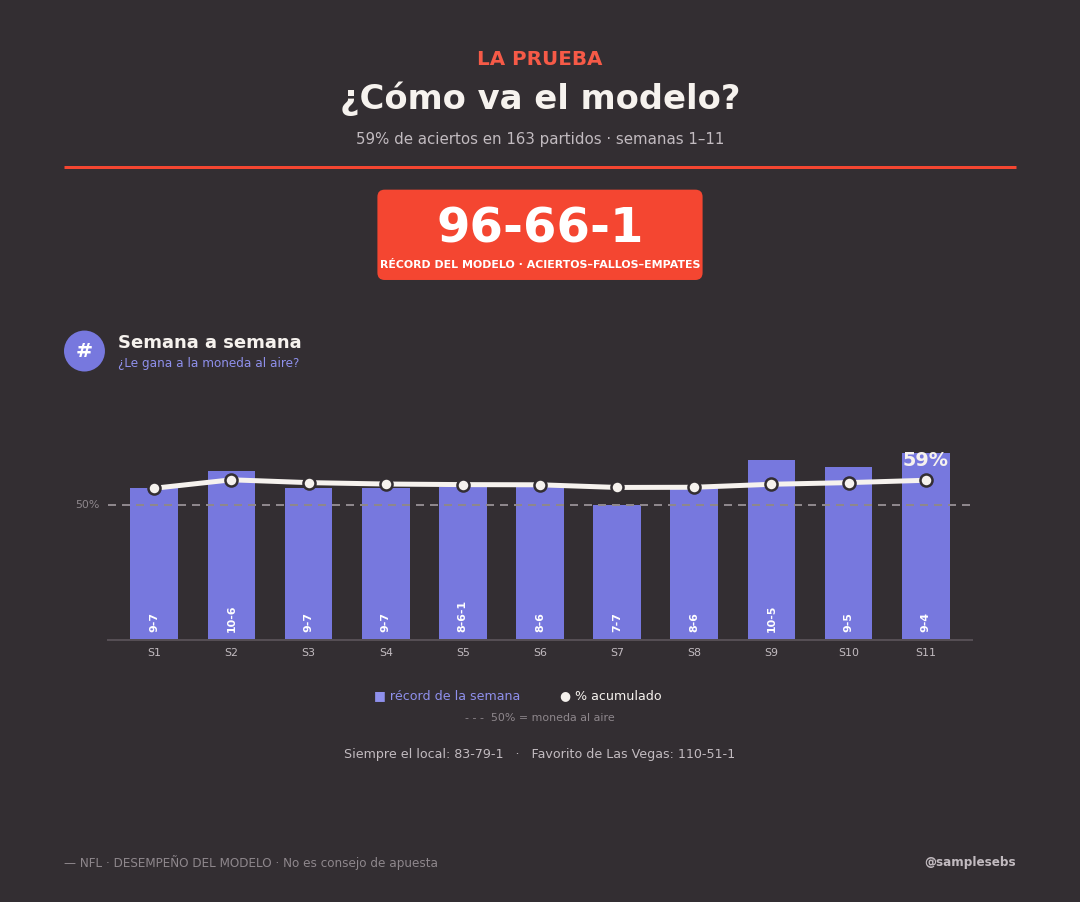 LA PRUEBA
¿Cómo va el modelo?
59% de aciertos en 163 partidos · semanas 1–11
96-66-1
RÉCORD DEL MODELO · ACIERTOS–FALLOS–EMPATES
#
Semana a semana
¿Le gana a la moneda al aire?
59%
50%
9-7
10-6
9-7
9-7
8-6-1
8-6
7-7
8-6
10-5
9-5
9-4
S1
S2
S3
S4
S5
S6
S7
S8
S9
S10
S11
■ récord de la semana
● % acumulado
- - - 50% = moneda al aire
Siempre el local: 83-79-1 · Favorito de Las Vegas: 110-51-1
— NFL · DESEMPEÑO DEL MODELO · No es consejo de apuesta
@samplesebs